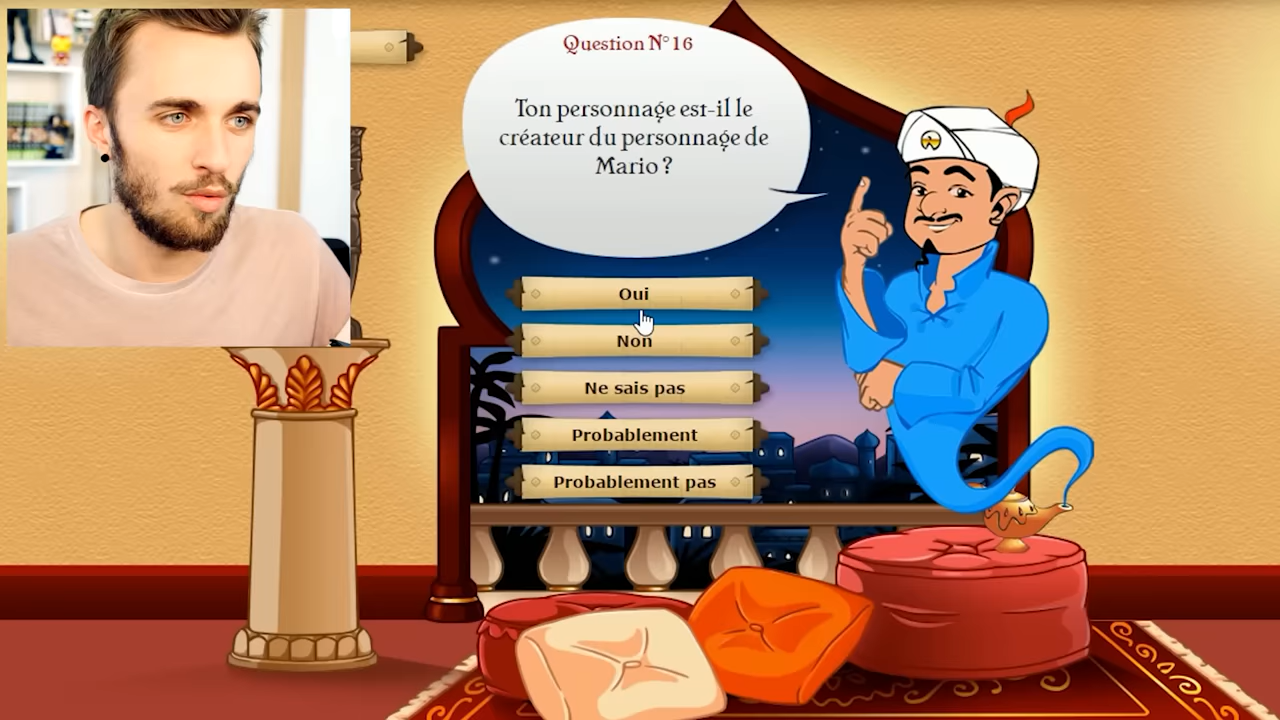 Question N°16
Ton personnage est-il le
créateur du personnage de
Mario ?
Oui
Non
Ne sais pas
Probablement
Probablement pas